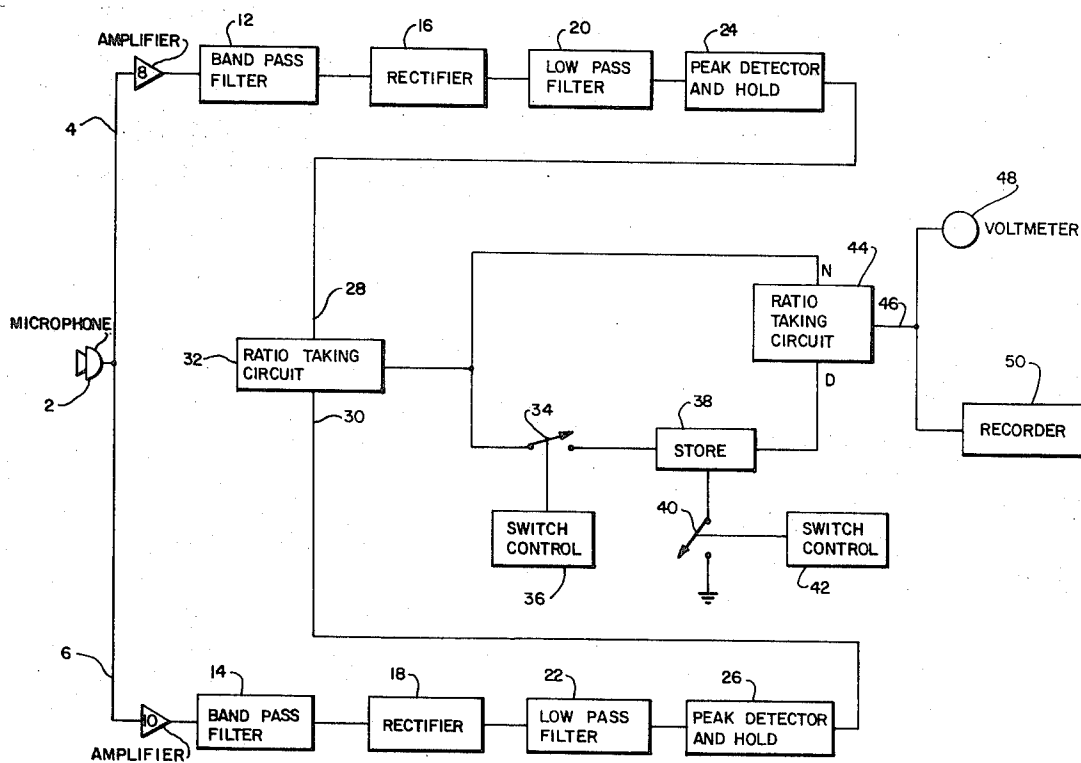 12
16
20
24
AMPLIFIER
8
BAND PASS
FILTER
RECTIFIER
LOW PASS
FILTER
PEAK DETECTOR
AND HOLD
4
48
VOLTMETER
N
44
28
RATIO
TAKING
CIRCUIT
46
MICROPHONE
2
32
RATIO TAKING
CIRCUIT
D
50
30
34
38
RECORDER
STORE
40
SWITCH
CONTROL
36
SWITCH
CONTROL
42
6
14
18
22
26
10
BAND PASS
FILTER
RECTIFIER
LOW PASS
FILTER
PEAK DETECTOR
AND HOLD
AMPLIFIER